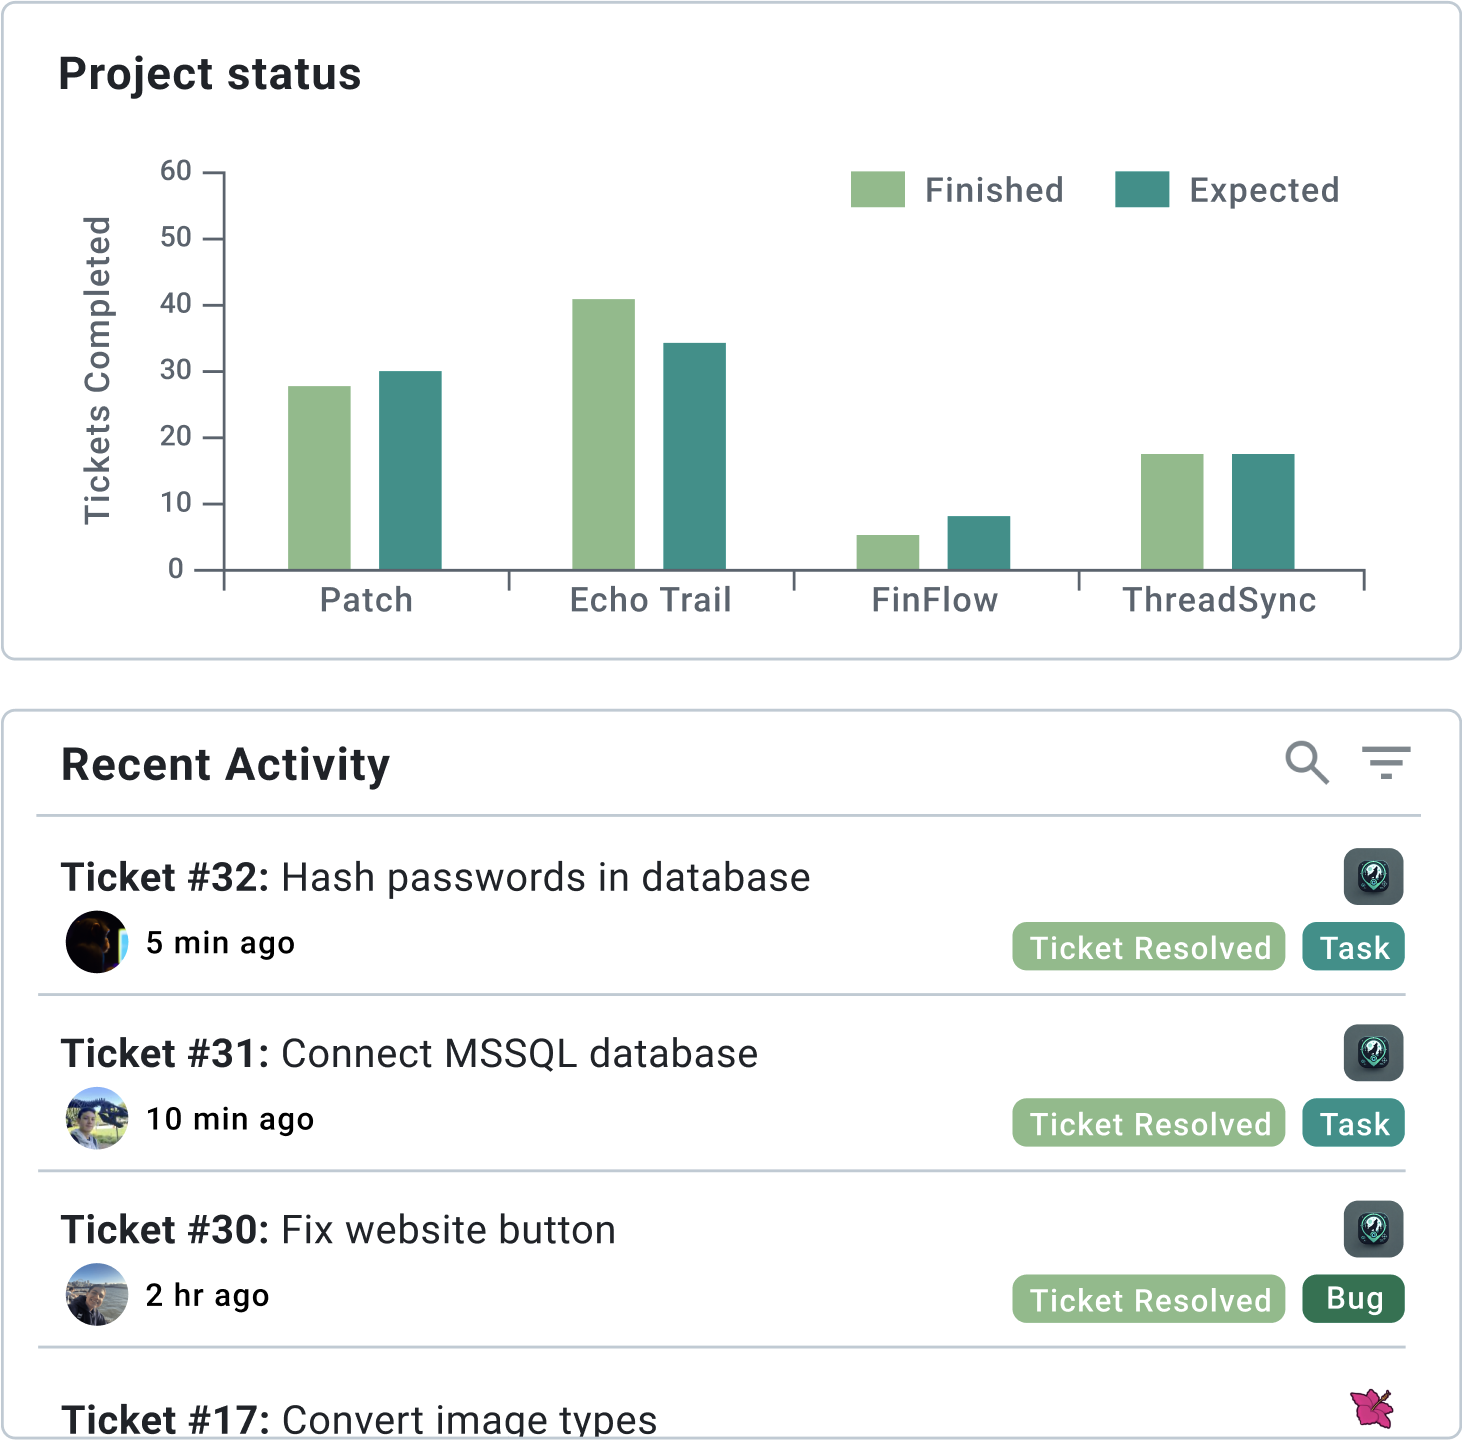 Project status
Finished
Expected
Tickets Completed
60
50
40
30
20
10
0
Patch
Echo Trail
FinFlow
ThreadSync
Recent Activity
Ticket #32: Hash passwords in database
5 min ago
Ticket Resolved
Task
Ticket #31: Connect MSSQL database
10 min ago
Ticket Resolved
Task
Ticket #30: Fix website button
2 hr ago
Ticket Resolved
Bug
Ticket #17: Convert image types